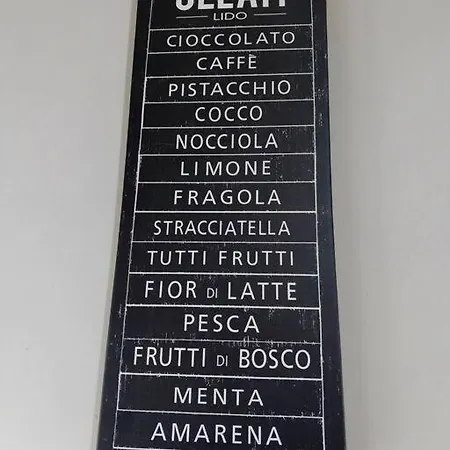 GELATI
LIDO
CIOCCOLATO
CAFFÈ
PISTACCHIO
COCCO
NOCCIOLA
LIMONE
FRAGOLA
STRACCIATELLA
TUTTI FRUTTI
FIOR DI LATTE
PESCA
FRUTTI DI BOSCO
MENTA
AMARENA